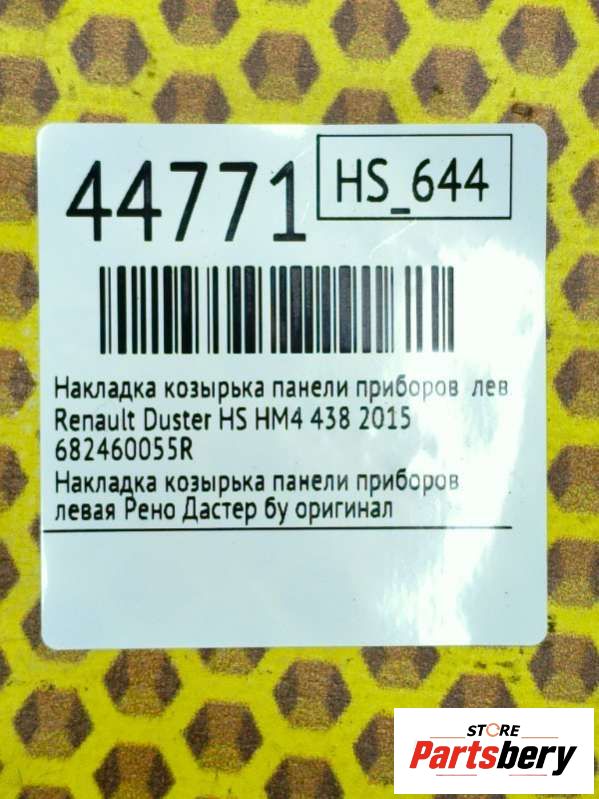 44771
HS_644
Накладка козырька панели приборов лев
Renault Duster HS HM4 438 2015
682460055R
Накладка козырька панели приборов
левая Рено Дастер бу оригинал
STORE
Partsbery